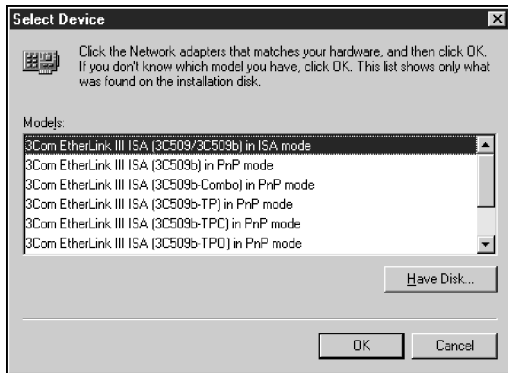 Select Device
Click the Network adapters that matches your hardware, and then click OK.
If you don't know which model you have, click OK. This list shows only what
was found on the installation disk.
Models:
3Com EtherLink III ISA (3C509/3C509b) in ISA mode
3Com EtherLink III ISA (3C509b) in PnP mode
3Com EtherLink III ISA (3C509b-Combo) in PnP mode
3Com EtherLink III ISA (3C509b-TP) in PnP mode
3Com EtherLink III ISA (3C509b-TPC) in PnP mode
3Com EtherLink III ISA (3C509b-TPO) in PnP mode
Have Disk...
OK
Cancel